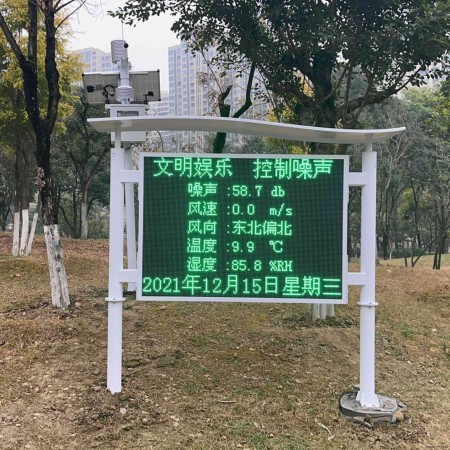 文明娱乐 控制噪声
噪声:58.7 db
风速:0.0 m/s
风向:东北偏北
温度:9.9 ℃
湿度:85.8 %RH
2021年12月15日星期三